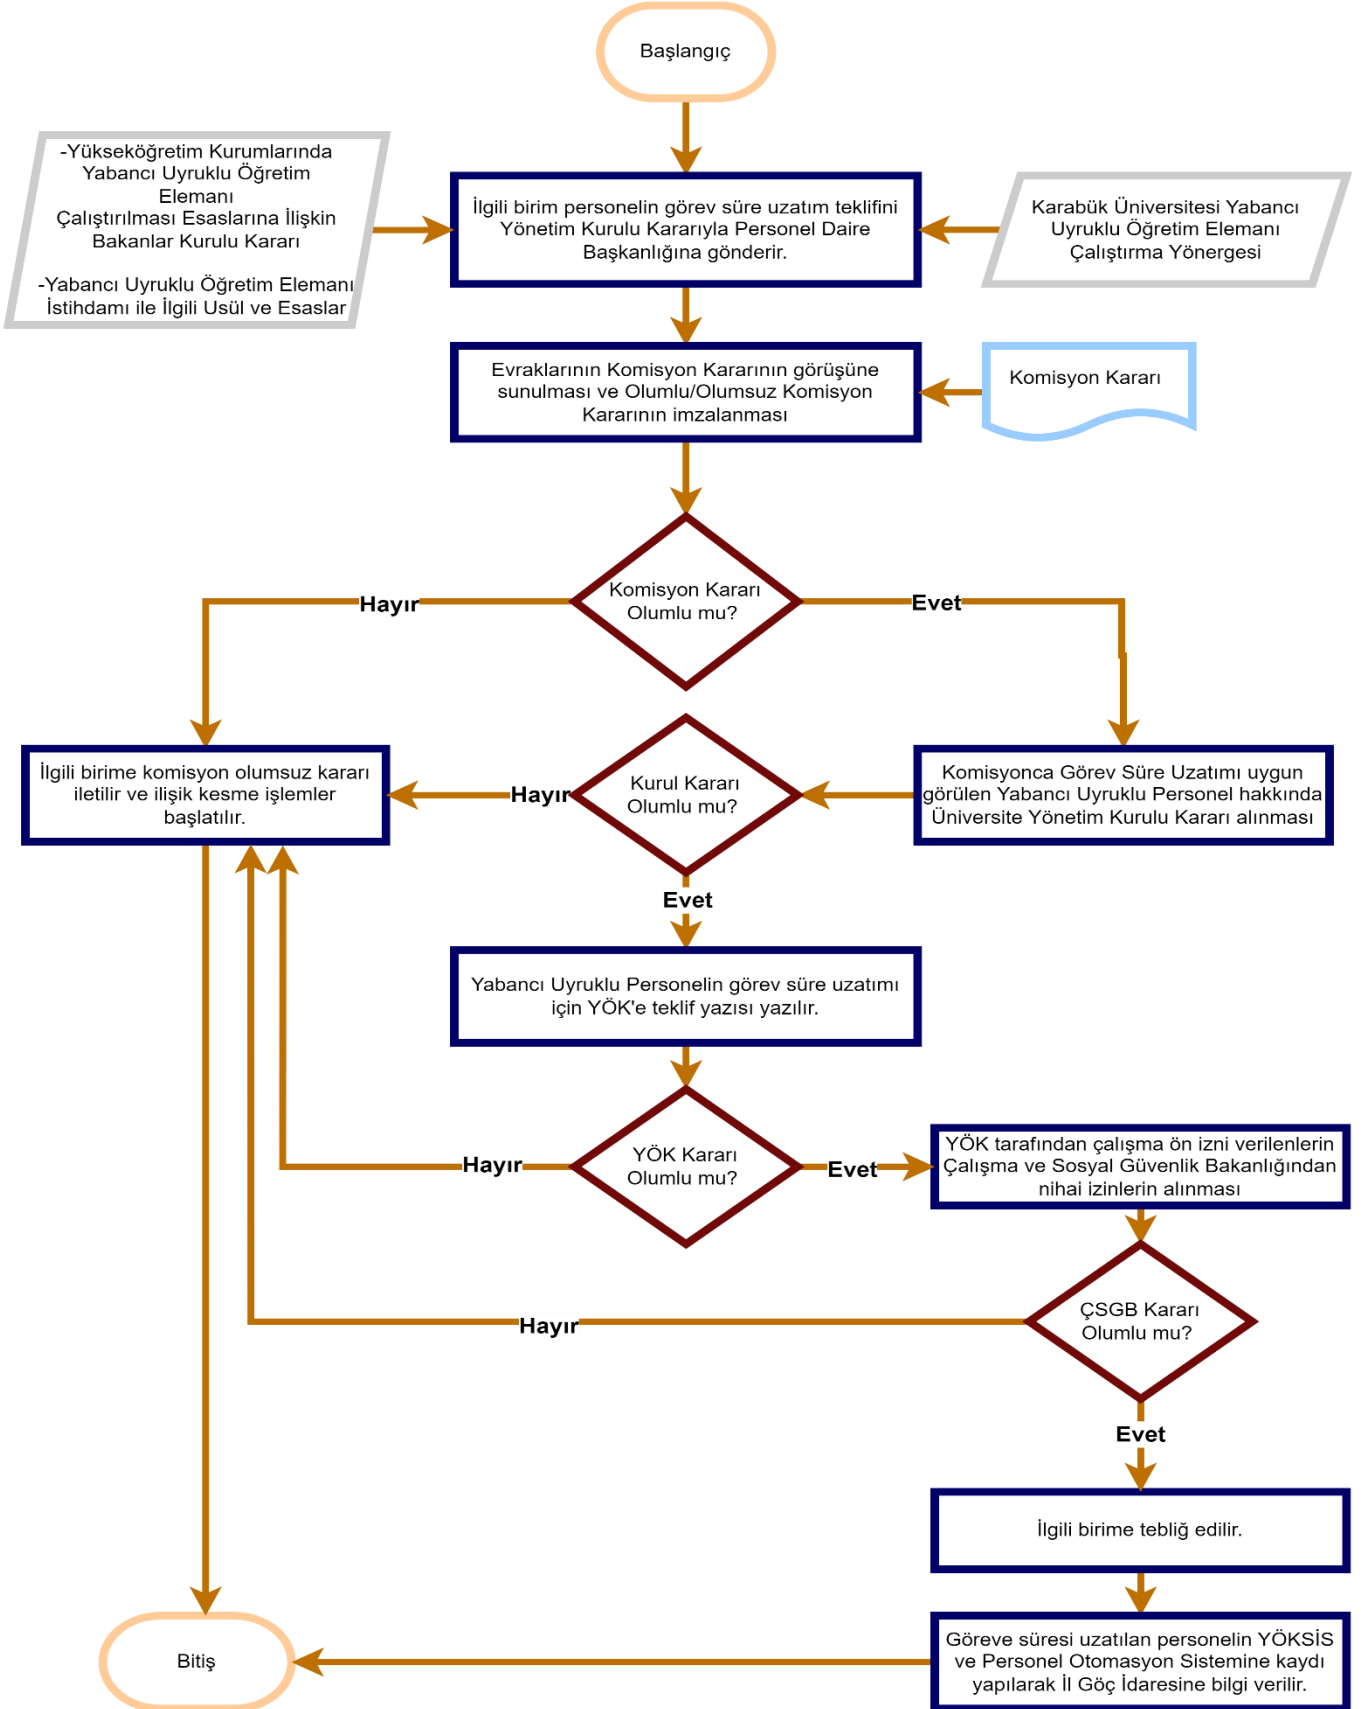 Başlangıç
-Yükseköğretim Kurumlarında
Yabancı Uyruklu Öğretim
Elemanı
Çalıştırılması Esaslarına İlişkin
Bakanlar Kurulu Kararı
-Yabancı Uyruklu Öğretim Elemanı
İstihdamı ile İlgili Usül ve Esaslar
İlgili birim personelin görev süre uzatım teklifini
Yönetim Kurulu Kararıyla Personel Daire
Başkanlığına gönderir.
Karabük Üniversitesi Yabancı
Uyruklu Öğretim Elemanı
Çalıştırma Yönergesi
Evraklarının Komisyon Kararının görüşüne
sunulması ve Olumlu/Olumsuz Komisyon
Kararının imzalanması
Komisyon Kararı
Komisyon Kararı
Olumlu mu?
Hayır
Evet
İlgili birime komisyon olumsuz kararı
iletilir ve ilişik kesme işlemler
başlatılır.
Hayır
Kurul Kararı
Olumlu mu?
Komisyonca Görev Süre Uzatımı uygun
görülen Yabancı Uyruklu Personel hakkında
Üniversite Yönetim Kurulu Kararı alınması
Evet
Yabancı Uyruklu Personelin görev süre uzatımı
için YÖK'e teklif yazısı yazılır.
Hayır
YÖK Kararı
Olumlu mu?
Evet
YÖK tarafından çalışma ön izni verilenlerin
Çalışma ve Sosyal Güvenlik Bakanlığından
nihai izinlerin alınması
Hayır
ÇSGB Kararı
Olumlu mu?
Evet
İlgili birime tebliğ edilir.
Bitiş
Göreve süresi uzatılan personelin YÖKSİS
ve Personel Otomasyon Sistemine kaydı
yapılarak İl Göç İdaresine bilgi verilir.